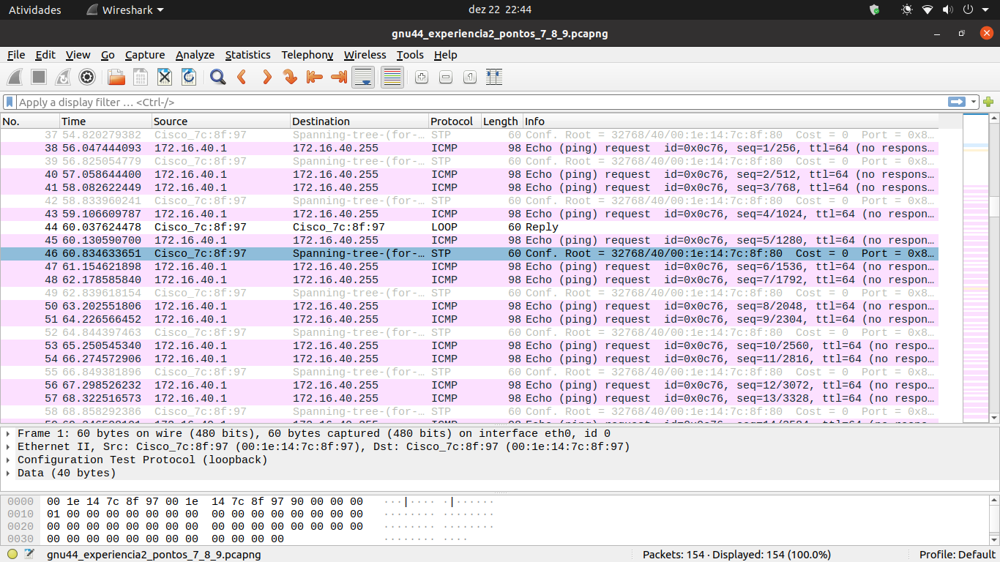 Atividades Wireshark dez 22 22:44
gnu44_experiencia2_pontos_7_8_9.pcapng
File Edit View Go Capture Analyze Statistics Telephony Wireless Tools Help
Apply a display filter … <Ctrl-/>
No. Time Source Destination Protocol Length Info
37 54.820279382 Cisco_7c:8f:97 Spanning-tree-(for-… STP 60 Conf. Root = 32768/40/00:1e:14:7c:8f:80 Cost = 0 Port = 0x8…
38 56.047444093 172.16.40.1 172.16.40.255 ICMP 98 Echo (ping) request id=0x0c76, seq=1/256, ttl=64 (no respons…
39 56.825054779 Cisco_7c:8f:97 Spanning-tree-(for-… STP 60 Conf. Root = 32768/40/00:1e:14:7c:8f:80 Cost = 0 Port = 0x8…
40 57.058644400 172.16.40.1 172.16.40.255 ICMP 98 Echo (ping) request id=0x0c76, seq=2/512, ttl=64 (no respons…
41 58.082622449 172.16.40.1 172.16.40.255 ICMP 98 Echo (ping) request id=0x0c76, seq=3/768, ttl=64 (no respons…
42 58.833960241 Cisco_7c:8f:97 Spanning-tree-(for-… STP 60 Conf. Root = 32768/40/00:1e:14:7c:8f:80 Cost = 0 Port = 0x8…
43 59.106609787 172.16.40.1 172.16.40.255 ICMP 98 Echo (ping) request id=0x0c76, seq=4/1024, ttl=64 (no respon…
44 60.037624478 Cisco_7c:8f:97 Cisco_7c:8f:97 LOOP 60 Reply
45 60.130590700 172.16.40.1 172.16.40.255 ICMP 98 Echo (ping) request id=0x0c76, seq=5/1280, ttl=64 (no respon…
46 60.834633651 Cisco_7c:8f:97 Spanning-tree-(for-… STP 60 Conf. Root = 32768/40/00:1e:14:7c:8f:80 Cost = 0 Port = 0x8…
47 61.154621898 172.16.40.1 172.16.40.255 ICMP 98 Echo (ping) request id=0x0c76, seq=6/1536, ttl=64 (no respon…
48 62.178585840 172.16.40.1 172.16.40.255 ICMP 98 Echo (ping) request id=0x0c76, seq=7/1792, ttl=64 (no respon…
49 62.839618154 Cisco_7c:8f:97 Spanning-tree-(for-… STP 60 Conf. Root = 32768/40/00:1e:14:7c:8f:80 Cost = 0 Port = 0x8…
50 63.202551806 172.16.40.1 172.16.40.255 ICMP 98 Echo (ping) request id=0x0c76, seq=8/2048, ttl=64 (no respon…
51 64.226566452 172.16.40.1 172.16.40.255 ICMP 98 Echo (ping) request id=0x0c76, seq=9/2304, ttl=64 (no respon…
52 64.844397463 Cisco_7c:8f:97 Spanning-tree-(for-… STP 60 Conf. Root = 32768/40/00:1e:14:7c:8f:80 Cost = 0 Port = 0x8…
53 65.250545340 172.16.40.1 172.16.40.255 ICMP 98 Echo (ping) request id=0x0c76, seq=10/2560, ttl=64 (no respo…
54 66.274572906 172.16.40.1 172.16.40.255 ICMP 98 Echo (ping) request id=0x0c76, seq=11/2816, ttl=64 (no respo…
55 66.849381896 Cisco_7c:8f:97 Spanning-tree-(for-… STP 60 Conf. Root = 32768/40/00:1e:14:7c:8f:80 Cost = 0 Port = 0x8…
56 67.298526232 172.16.40.1 172.16.40.255 ICMP 98 Echo (ping) request id=0x0c76, seq=12/3072, ttl=64 (no respo…
57 68.322516573 172.16.40.1 172.16.40.255 ICMP 98 Echo (ping) request id=0x0c76, seq=13/3328, ttl=64 (no respo…
58 68.858292386 Cisco_7c:8f:97 Spanning-tree-(for-… STP 60 Conf. Root = 32768/40/00:1e:14:7c:8f:80 Cost = 0 Port = 0x8…
Frame 1: 60 bytes on wire (480 bits), 60 bytes captured (480 bits) on interface eth0, id 0
Ethernet II, Src: Cisco_7c:8f:97 (00:1e:14:7c:8f:97), Dst: Cisco_7c:8f:97 (00:1e:14:7c:8f:97)
Configuration Test Protocol (loopback)
Data (40 bytes)
0000 00 1e 14 7c 8f 97 00 1e 14 7c 8f 97 90 00 00 00 ···|···· ·|······
0010 01 00 00 00 00 00 00 00 00 00 00 00 00 00 00 00 ········ ········
0020 00 00 00 00 00 00 00 00 00 00 00 00 00 00 00 00 ········ ········
0030 00 00 00 00 00 00 00 00 00 00 00 00 ········ ····
gnu44_experiencia2_pontos_7_8_9.pcapng Packets: 154 · Displayed: 154 (100.0%) Profile: Default